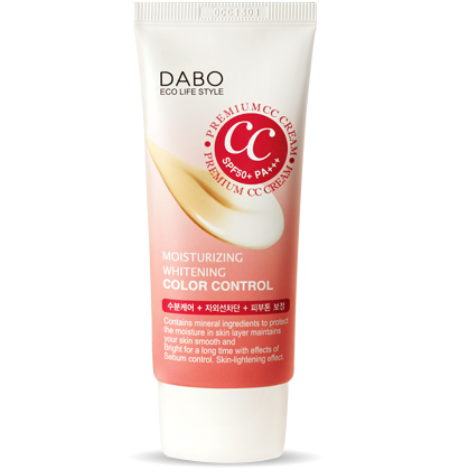 0CC1301
DABO
ECO LIFE STYLE
• PREMIUM CC CREAM •
PREMIUM CC CREAM
CC
SPF50+ PA+++
MOISTURIZING
WHITENING
COLOR CONTROL
수분케어 + 자외선차단 + 피부톤 보정
Contains mineral ingredients to protect
the moisture in skin layer maintains
your skin smooth and
Bright for a long time with effects of
Sebum control. Skin-lightening effect.